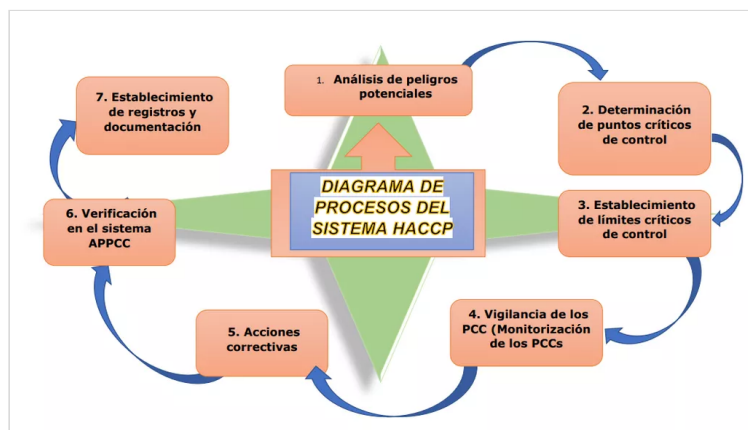 1. Análisis de peligros
potenciales
2. Determinación
de puntos críticos
de control
3. Establecimiento
de límites críticos
de control
4. Vigilancia de los
PCC (Monitorización
de los PCCs
5. Acciones
correctivas
6. Verificación
en el sistema
APPCC
7. Establecimiento
de registros y
documentación
DIAGRAMA DE
PROCESOS DEL
SISTEMA HACCP